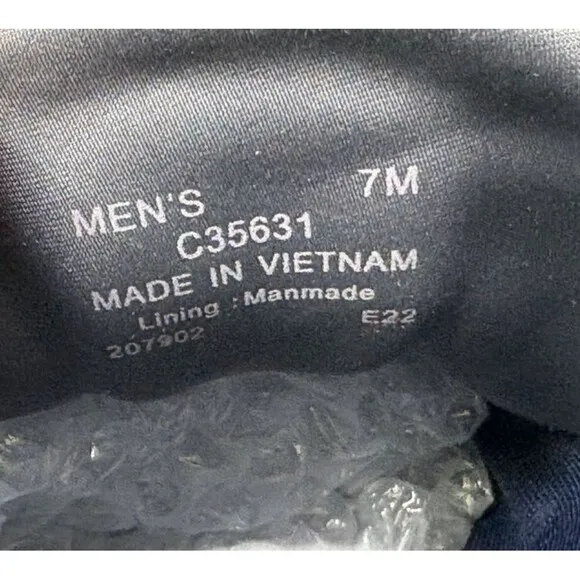 MEN'S 7M
C35631
MADE IN VIETNAM
Lining : Manmade
207902 E22